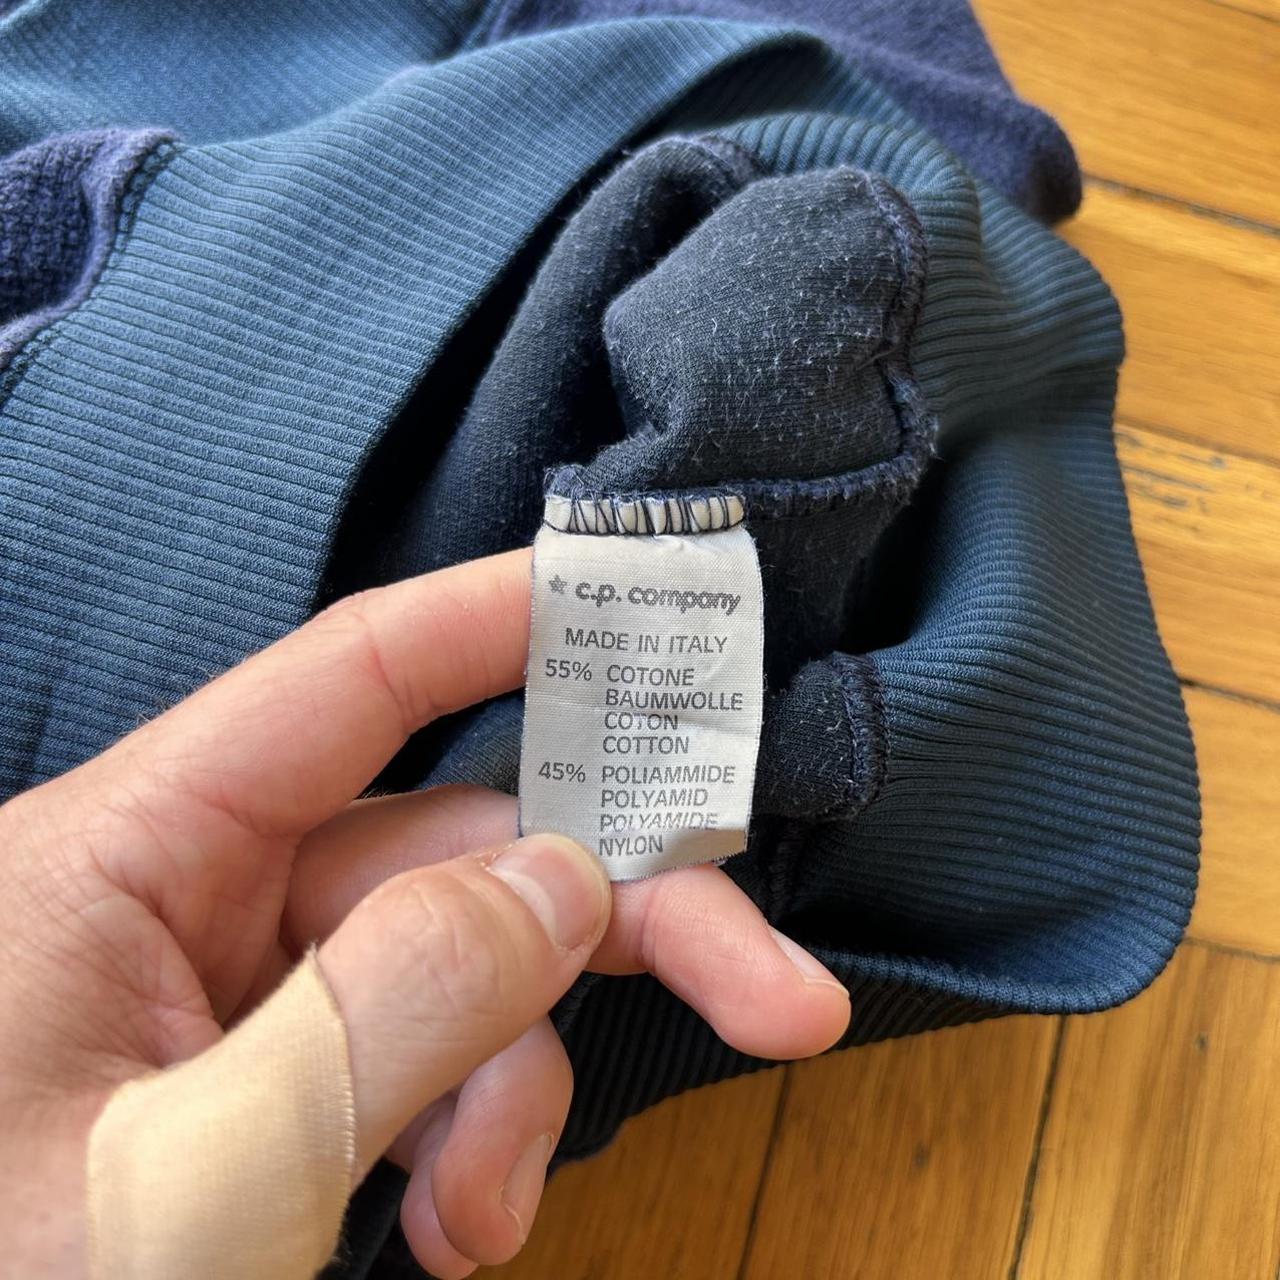 ★ c.p. company
MADE IN ITALY
55% COTONE
BAUMWOLLE
COTON
COTTON
45% POLIAMMIDE
POLYAMID
POLYAMIDE
NYLON